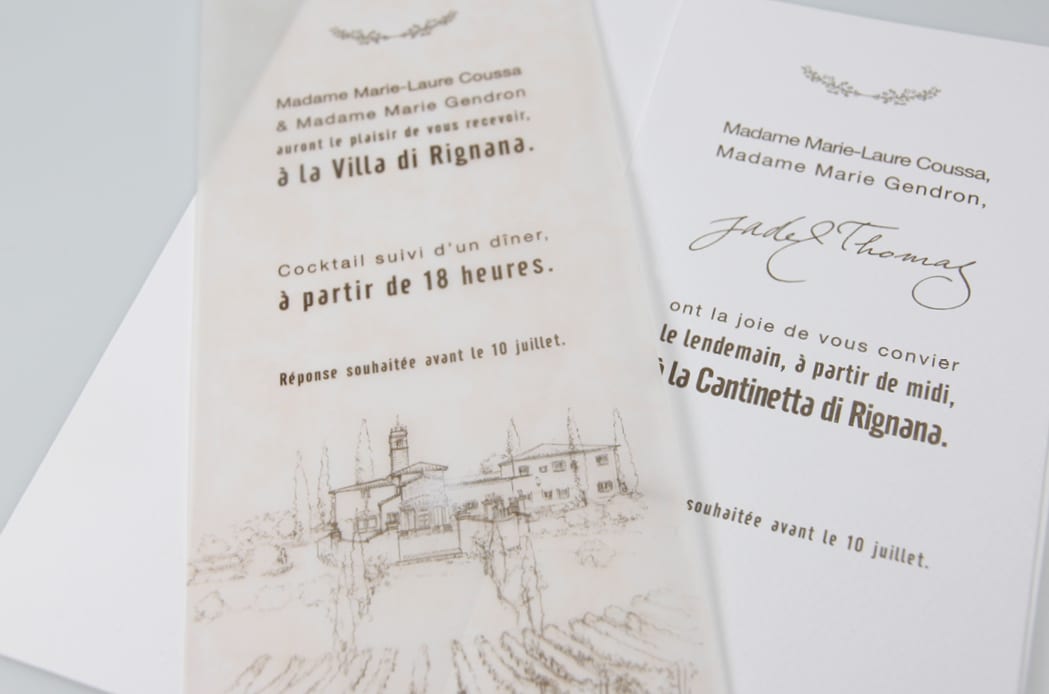 Madame Marie-Laure Coussa
& Madame Marie Gendron
auront le plaisir de vous recevoir,
à la Villa di Rignana.
Cocktail suivi d'un dîner,
à partir de 18 heures.
Réponse souhaitée avant le 10 juillet.
Madame Marie-Laure Coussa,
Madame Marie Gendron,
Jade & Thomas
ont la joie de vous convier
le lendemain, à partir de midi,
à la Cantinetta di Rignana.
souhaitée avant le 10 juillet.